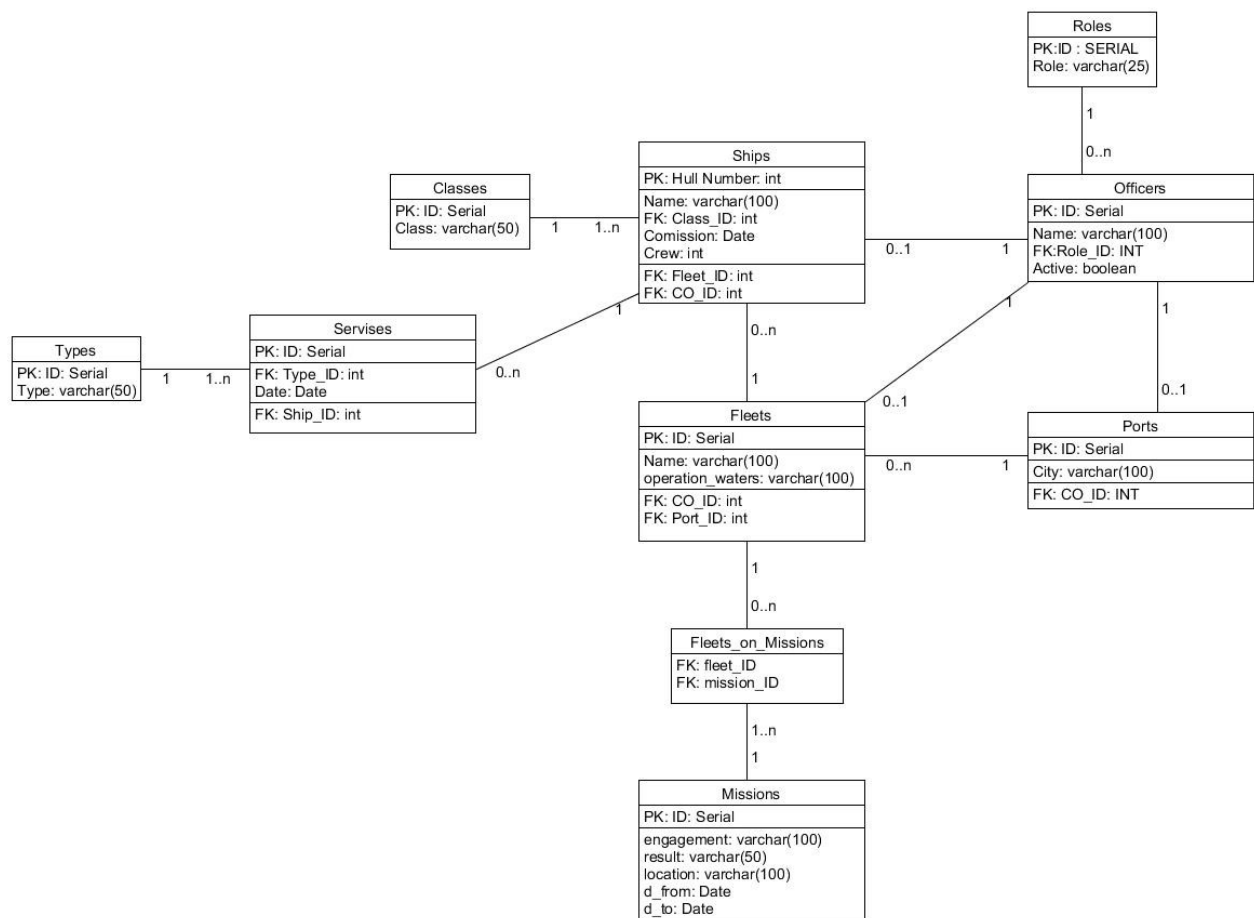 Roles
PK:ID : SERIAL
Role: varchar(25)
1
0..n
Ships
PK: Hull Number: int
Name: varchar(100)
FK: Class_ID: int
Comission: Date
Crew: int
FK: Fleet_ID: int
FK: CO_ID: int
Classes
PK: ID: Serial
Class: varchar(50)
1
1..n
Officers
PK: ID: Serial
Name: varchar(100)
FK:Role_ID: INT
Active: boolean
0..1
1
Servises
PK: ID: Serial
FK: Type_ID: int
Date: Date
FK: Ship_ID: int
Types
PK: ID: Serial
Type: varchar(50)
1
1..n
1
0..n
0..n
1
1
0..1
1
0..1
Fleets
PK: ID: Serial
Name: varchar(100)
operation_waters: varchar(100)
FK: CO_ID: int
FK: Port_ID: int
0..n
1
Ports
PK: ID: Serial
City: varchar(100)
FK: CO_ID: INT
1
0..n
Fleets_on_Missions
FK: fleet_ID
FK: mission_ID
1..n
1
Missions
PK: ID: Serial
engagement: varchar(100)
result: varchar(50)
location: varchar(100)
d_from: Date
d_to: Date